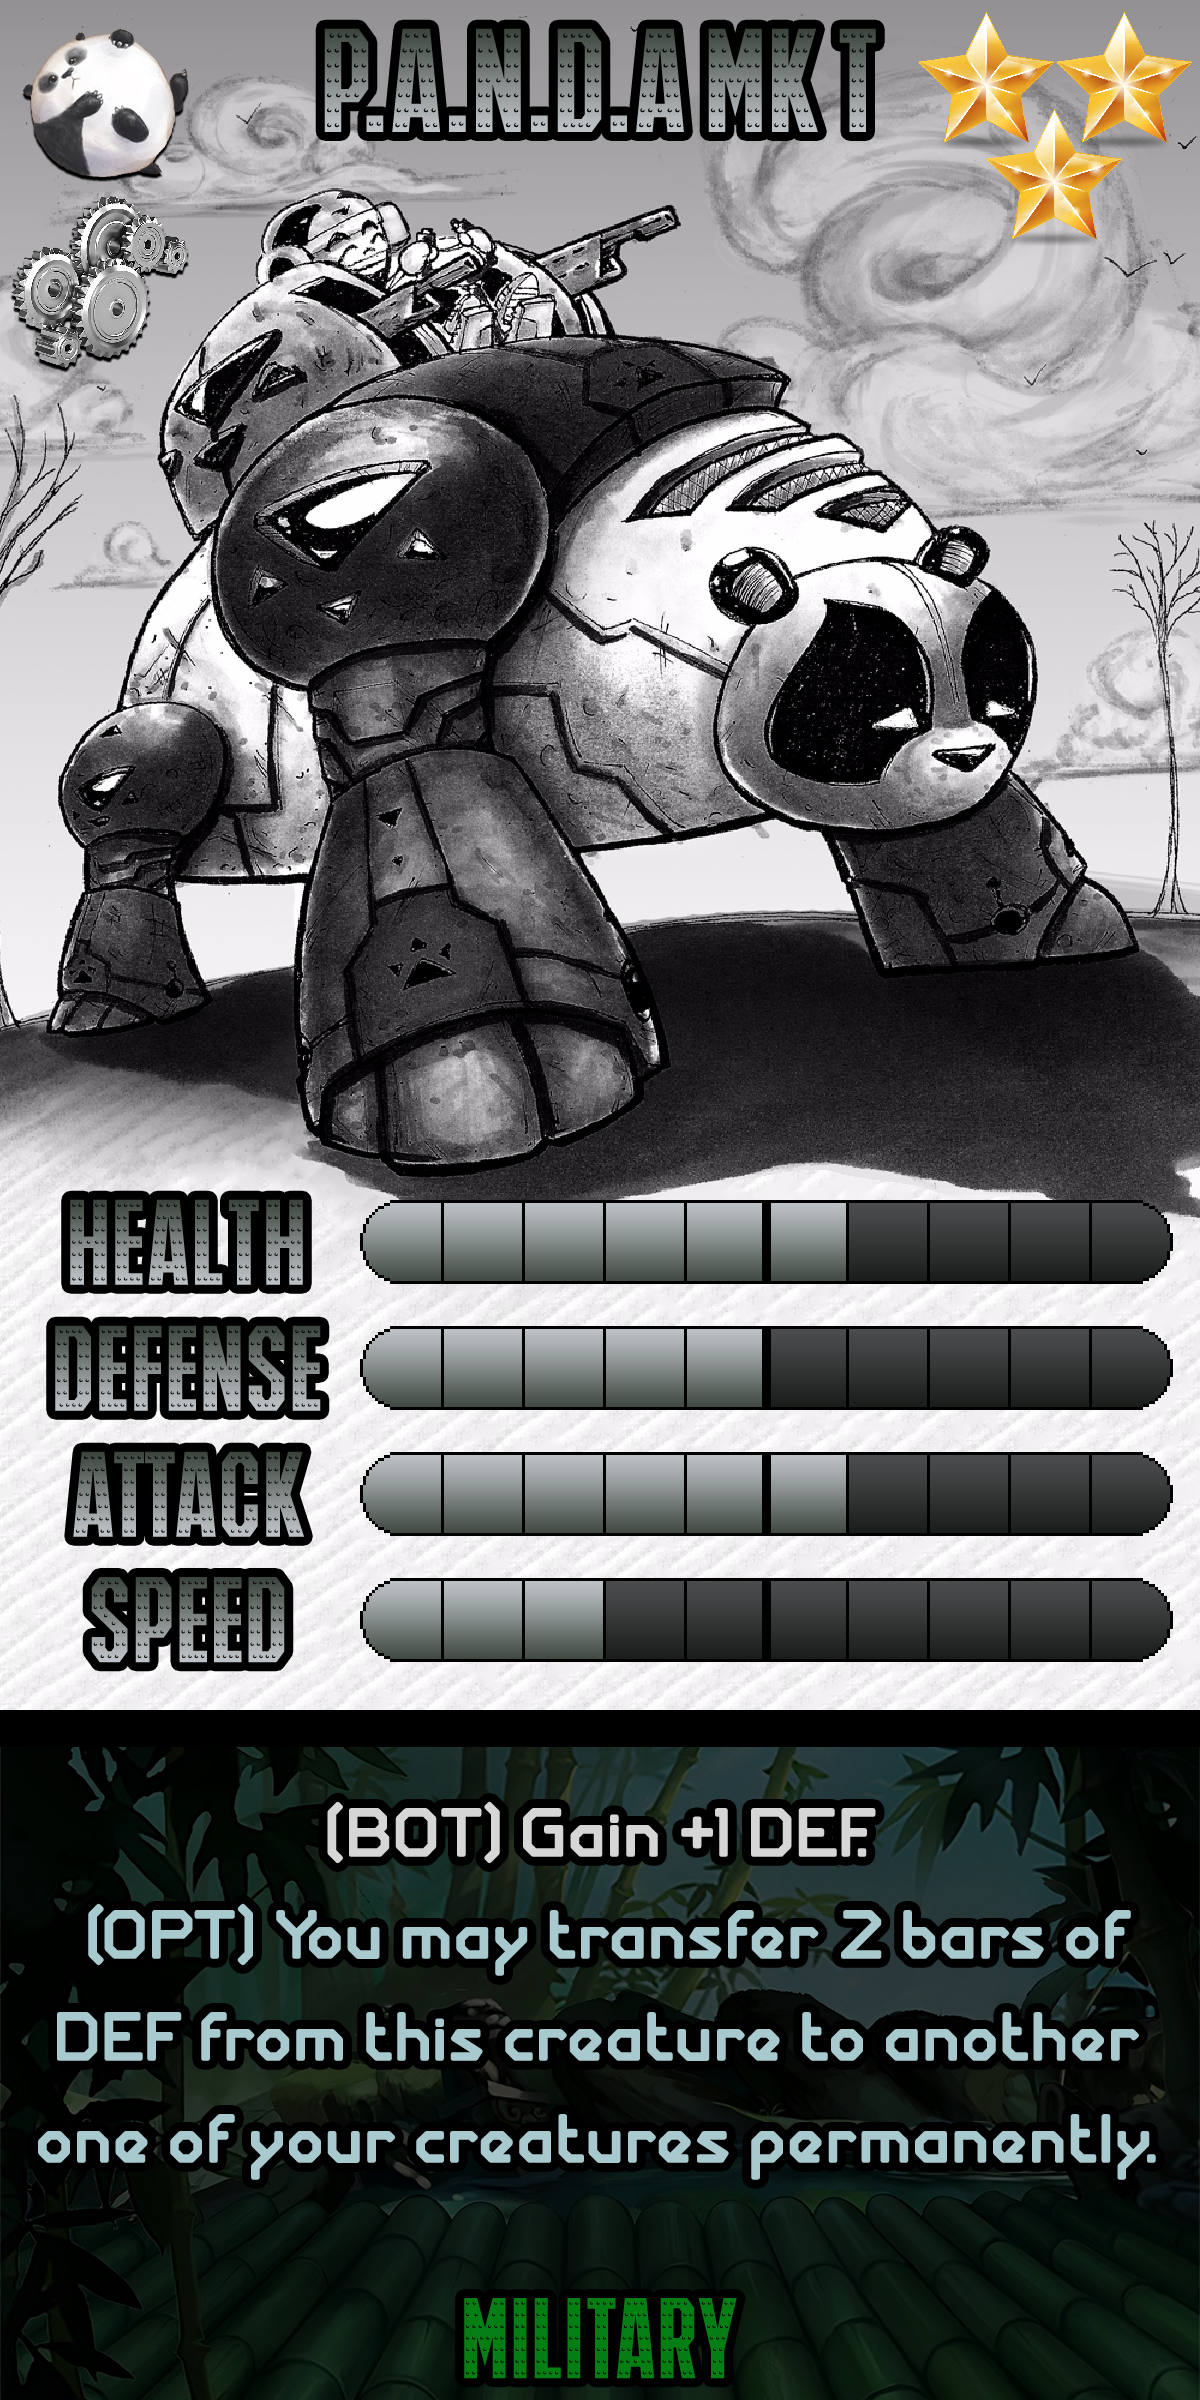 P.A.N.D.A MK T
HEALTH
DEFENSE
ATTACK
SPEED
(BOT) Gain +1 DEF.
(OPT) You may transfer 2 bars of
DEF from this creature to another
one of your creatures permanently.
MILITARY